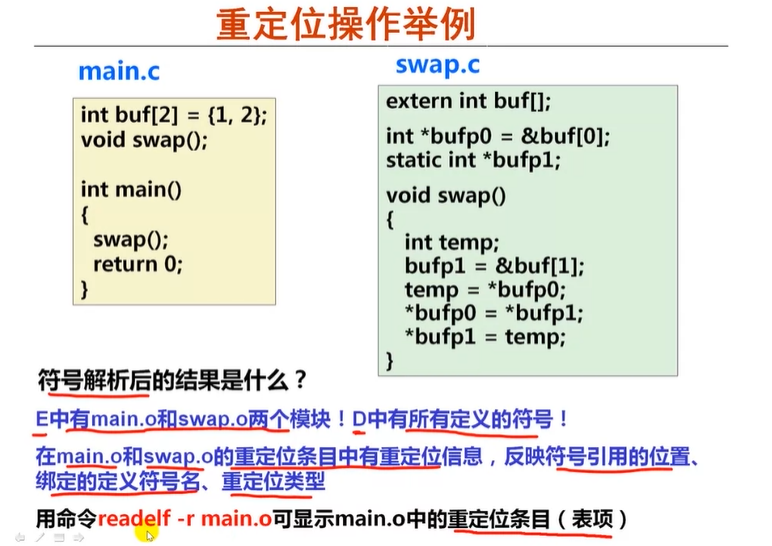 重定位操作举例
main.c
int buf[2] = {1, 2};
void swap();
int main()
{
swap();
return 0;
}
swap.c
extern int buf[];
int *bufp0 = &buf[0];
static int *bufp1;
void swap()
{
int temp;
bufp1 = &buf[1];
temp = *bufp0;
*bufp0 = *bufp1;
*bufp1 = temp;
}
符号解析后的结果是什么？
E中有main.o和swap.o两个模块！D中有所有定义的符号！
在main.o和swap.o的重定位条目中有重定位信息，反映符号引用的位置、
绑定的定义符号名、重定位类型
用命令readelf -r main.o可显示main.o中的重定位条目（表项）